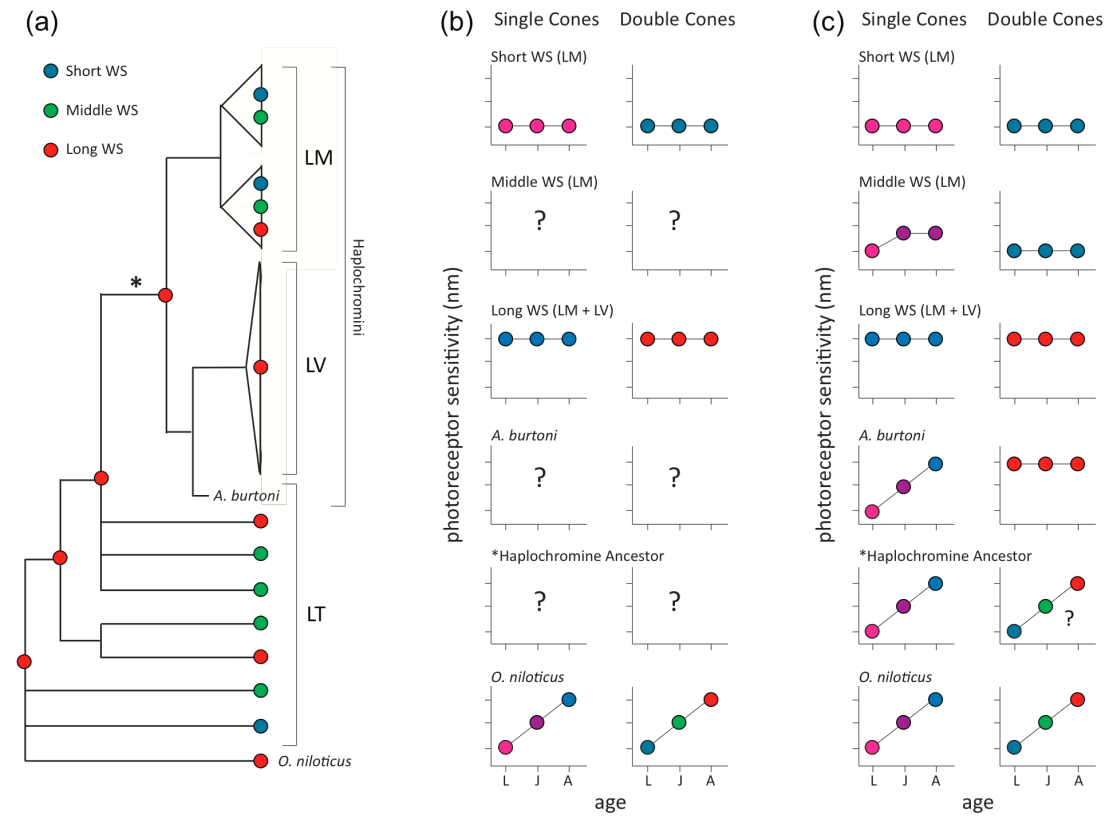 (a)
Short WS
Middle WS
Long WS
*
LM
LV
Haplochromini
A. burtoni
LT
O. niloticus
(b)
Single Cones
Double Cones
photoreceptor sensitivity (nm)
Short WS (LM)
Middle WS (LM)
?
?
Long WS (LM + LV)
A. burtoni
?
?
*Haplochromine Ancestor
?
?
O. niloticus
L J A
L J A
age
(c)
Single Cones
Double Cones
photoreceptor sensitivity (nm)
Short WS (LM)
Middle WS (LM)
Long WS (LM + LV)
A. burtoni
*Haplochromine Ancestor
?
O. niloticus
L J A
L J A
age